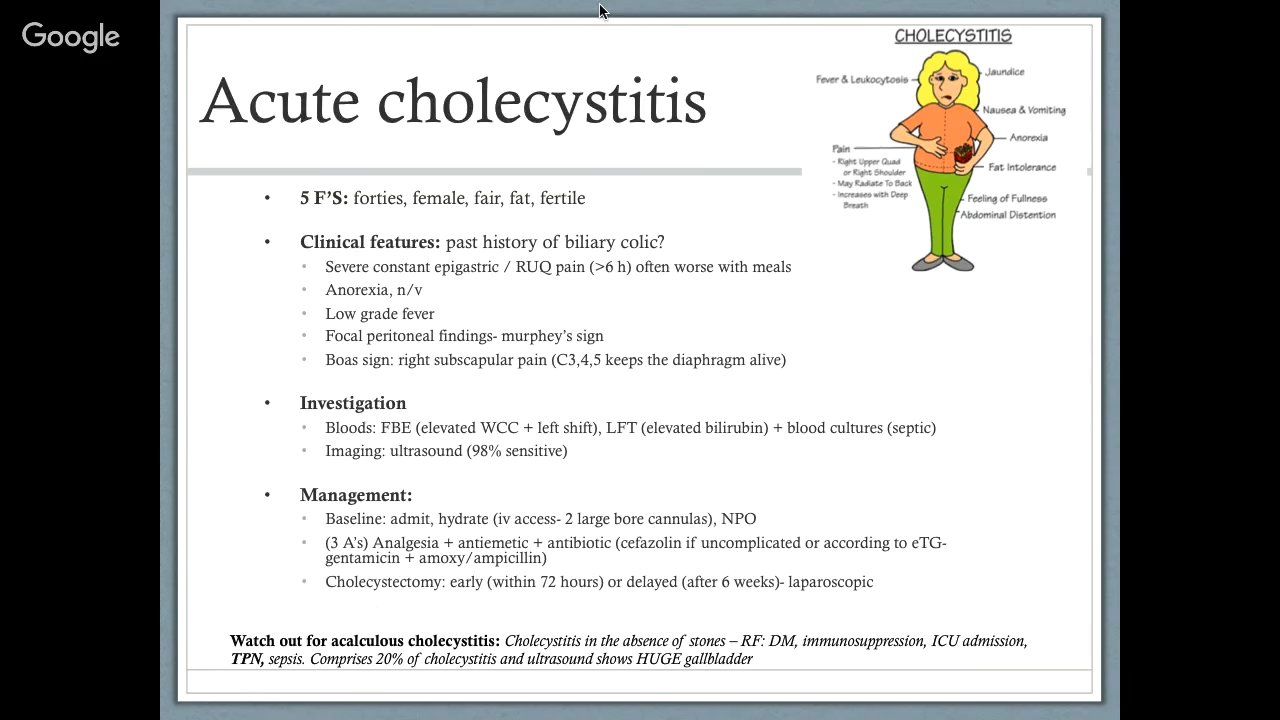 Google
Acute cholecystitis
CHOLECYSTITIS
Fever & Leukocytosis
Jaundice
Nausea & Vomiting
Anorexia
Pain
- Right Upper Quad
or Right Shoulder
- May Radiate To Back
- Increases with Deep
Breath
Fat Intolerance
Feeling of Fullness
Abdominal Distention
• 5 F'S: forties, female, fair, fat, fertile
• Clinical features: past history of biliary colic?
• Severe constant epigastric / RUQ pain (>6 h) often worse with meals
• Anorexia, n/v
• Low grade fever
• Focal peritoneal findings- murphey's sign
• Boas sign: right subscapular pain (C3,4,5 keeps the diaphragm alive)
• Investigation
• Bloods: FBE (elevated WCC + left shift), LFT (elevated bilirubin) + blood cultures (septic)
• Imaging: ultrasound (98% sensitive)
• Management:
• Baseline: admit, hydrate (iv access- 2 large bore cannulas), NPO
• (3 A's) Analgesia + antiemetic + antibiotic (cefazolin if uncomplicated or according to eTG-
gentamicin + amoxy/ampicillin)
• Cholecystectomy: early (within 72 hours) or delayed (after 6 weeks)- laparoscopic
Watch out for acalculous cholecystitis: Cholecystitis in the absence of stones – RF: DM, immunosuppression, ICU admission,
TPN, sepsis. Comprises 20% of cholecystitis and ultrasound shows HUGE gallbladder